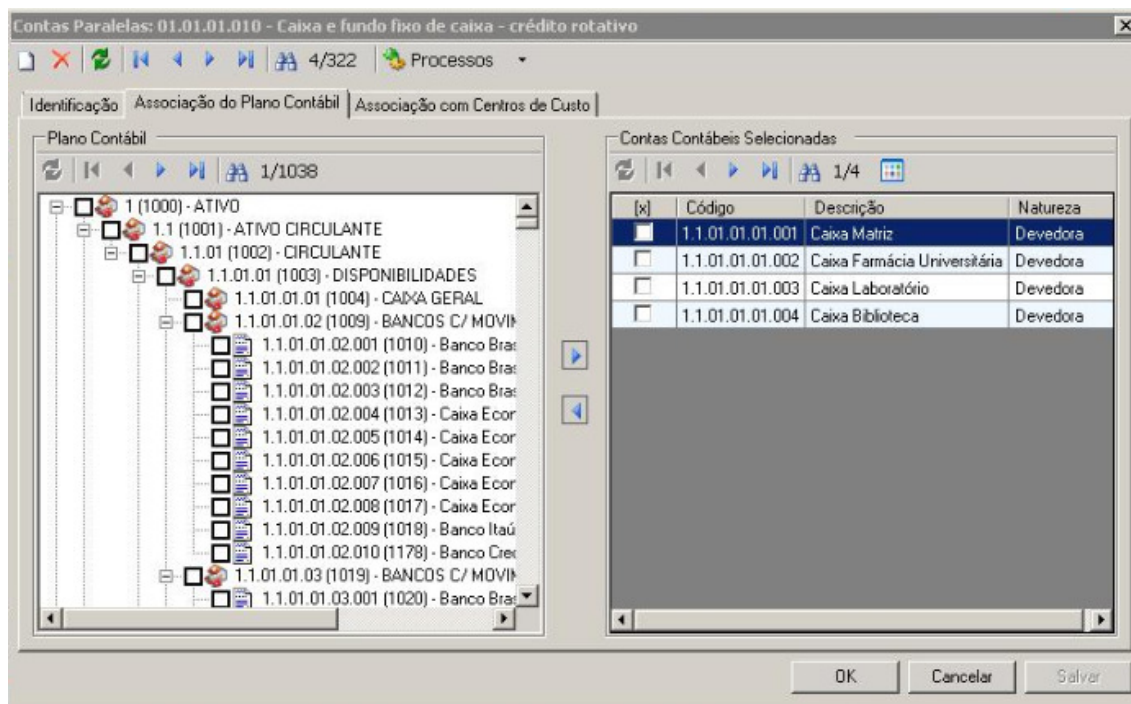 Contas Paralelas: 01.01.01.010 - Caixa e fundo fixo de caixa - crédito rotativo
4/322 Processos
Identificação Associação do Plano Contábil Associação com Centros de Custo
Plano Contábil
1/1038
1 (1000) - ATIVO
1.1 (1001) - ATIVO CIRCULANTE
1.1.01 (1002) - CIRCULANTE
1.1.01.01 (1003) - DISPONIBILIDADES
1.1.01.01.01 (1004) - CAIXA GERAL
1.1.01.01.02 (1009) - BANCOS C/ MOVIM
1.1.01.01.02.001 (1010) - Banco Bras
1.1.01.01.02.002 (1011) - Banco Bras
1.1.01.01.02.003 (1012) - Banco Bras
1.1.01.01.02.004 (1013) - Caixa Econ
1.1.01.01.02.005 (1014) - Caixa Econ
1.1.01.01.02.006 (1015) - Caixa Econ
1.1.01.01.02.007 (1016) - Caixa Econ
1.1.01.01.02.008 (1017) - Caixa Econ
1.1.01.01.02.009 (1018) - Banco Itaú
1.1.01.01.02.010 (1178) - Banco Cred
1.1.01.01.03 (1019) - BANCOS C/ MOVIM
1.1.01.01.03.001 (1020) - Banco Bras
Contas Contábeis Selecionadas
1/4
[x] Código Descrição Natureza
1.1.01.01.01.001 Caixa Matriz Devedora
1.1.01.01.01.002 Caixa Farmácia Universitária Devedora
1.1.01.01.01.003 Caixa Laboratório Devedora
1.1.01.01.01.004 Caixa Biblioteca Devedora
OK Cancelar Salvar